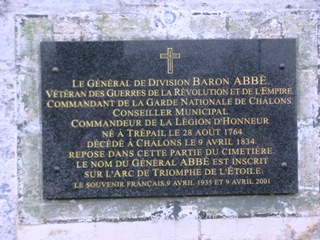 LE GÉNÉRAL DE DIVISION BARON ABBÉ
VÉTÉRAN DES GUERRES DE LA RÉVOLUTION ET DE L'EMPIRE
COMMANDANT DE LA GARDE NATIONALE DE CHALONS
CONSEILLER MUNICIPAL
COMMANDEUR DE LA LÉGION D'HONNEUR
NÉ À TRÉPAIL LE 28 AOÛT 1764
DÉCÉDÉ À CHALONS LE 9 AVRIL 1834
REPOSE DANS CETTE PARTIE DU CIMETIÈRE.
LE NOM DU GÉNÉRAL ABBÉ EST INSCRIT
SUR L'ARC DE TRIOMPHE DE L'ÉTOILE.
LE SOUVENIR FRANÇAIS.9 AVRIL 1935 ET 9 AVRIL 2001